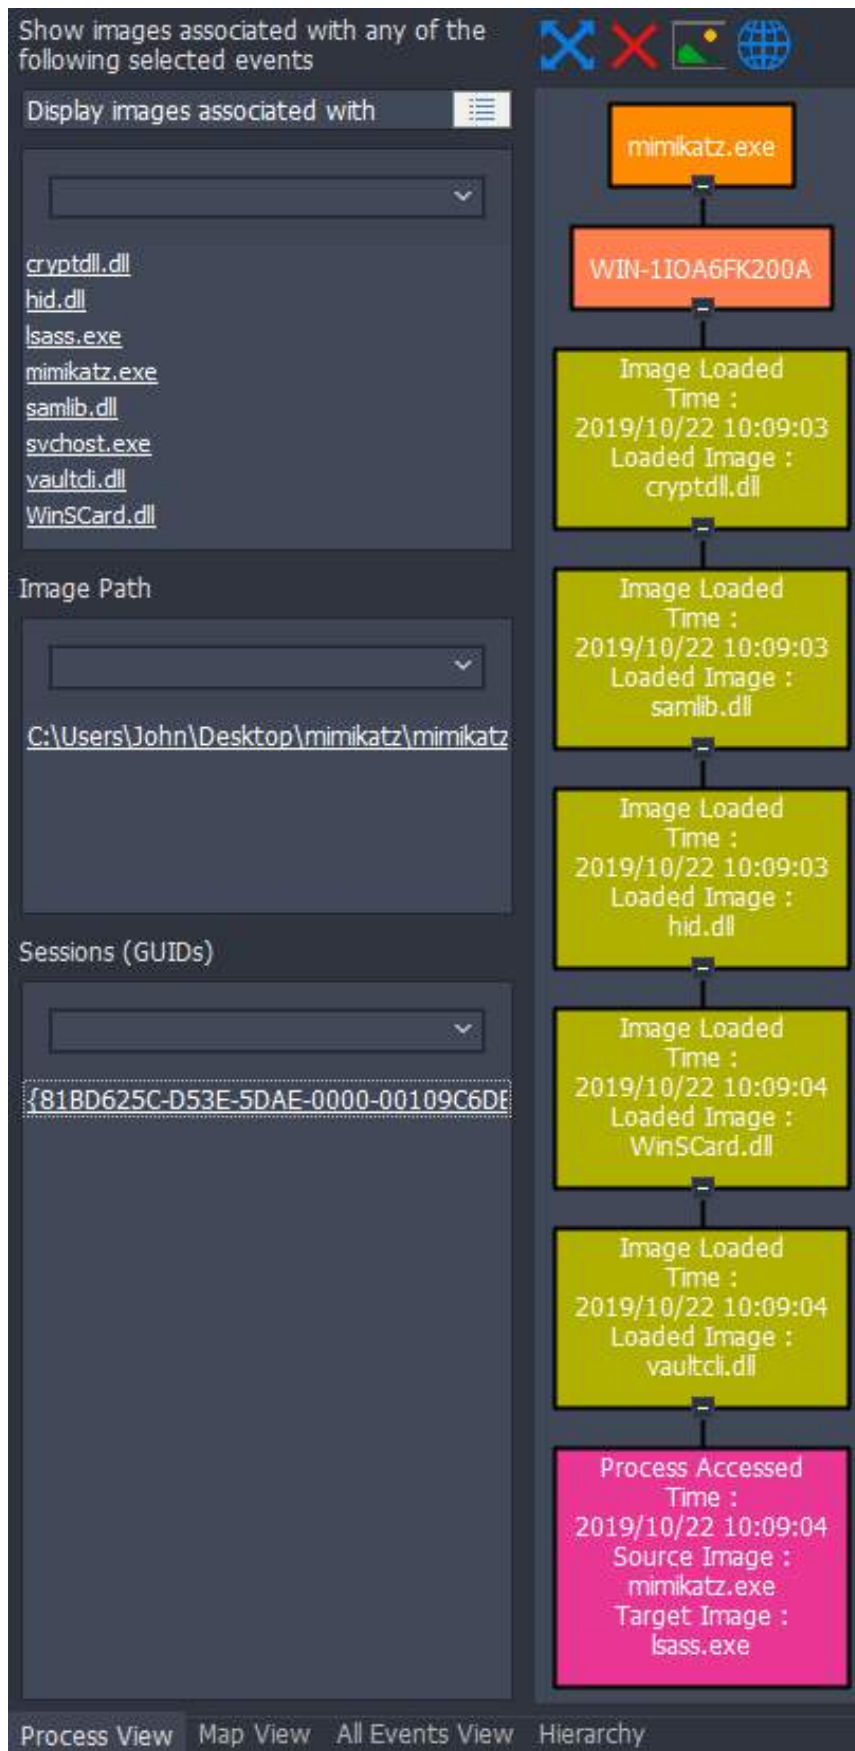 Show images associated with any of the
following selected events
Display images associated with
cryptdll.dll
hid.dll
lsass.exe
mimikatz.exe
samlib.dll
svchost.exe
vaultcli.dll
WinSCard.dll
Image Path
C:\Users\John\Desktop\mimikatz\mimikatz
Sessions (GUIDs)
{81BD625C-D53E-5DAE-0000-00109C6DE
mimikatz.exe
WIN-1IOA6FK200A
Image Loaded
Time :
2019/10/22 10:09:03
Loaded Image :
cryptdll.dll
Image Loaded
Time :
2019/10/22 10:09:03
Loaded Image :
samlib.dll
Image Loaded
Time :
2019/10/22 10:09:03
Loaded Image :
hid.dll
Image Loaded
Time :
2019/10/22 10:09:04
Loaded Image :
WinSCard.dll
Image Loaded
Time :
2019/10/22 10:09:04
Loaded Image :
vaultcli.dll
Process Accessed
Time :
2019/10/22 10:09:04
Source Image :
mimikatz.exe
Target Image :
lsass.exe
Process View Map View All Events View Hierarchy